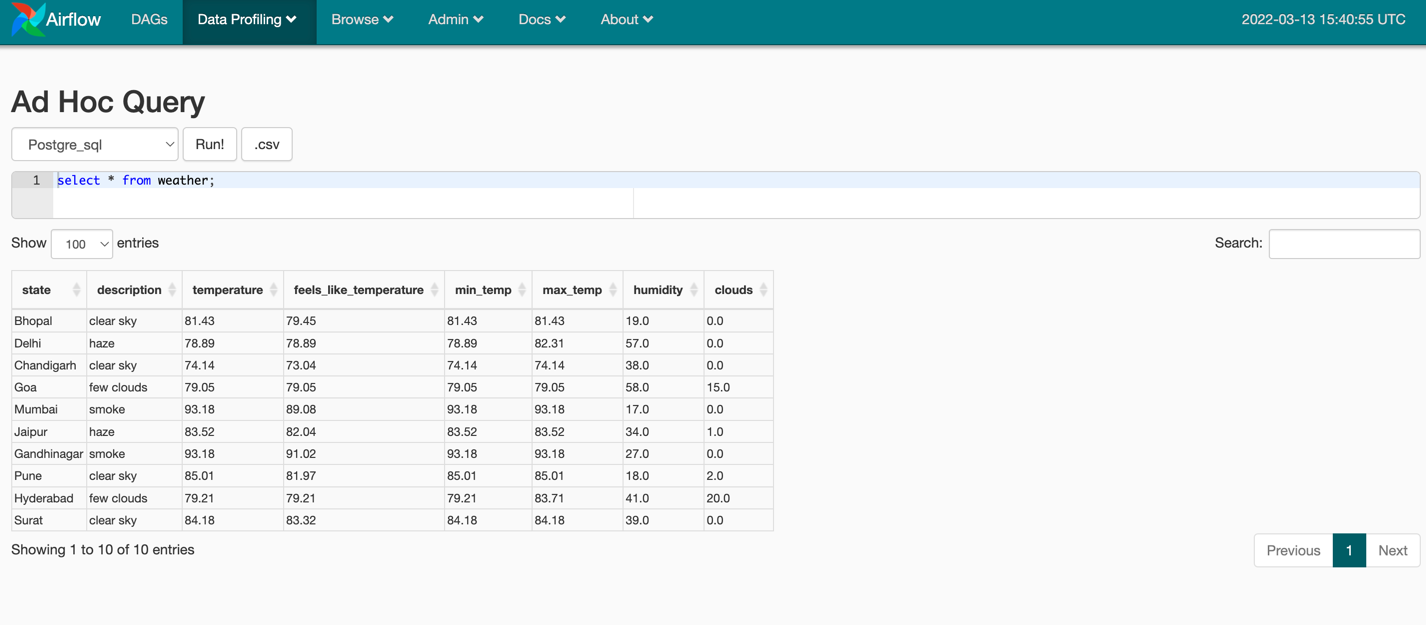 Airflow DAGs Data Profiling Browse Admin Docs About 2022-03-13 15:40:55 UTC
Ad Hoc Query
Postgre_sql Run! .csv
1 select * from weather;
Show 100 entries Search:
state description temperature feels_like_temperature min_temp max_temp humidity clouds
Bhopal clear sky 81.43 79.45 81.43 81.43 19.0 0.0
Delhi haze 78.89 78.89 78.89 82.31 57.0 0.0
Chandigarh clear sky 74.14 73.04 74.14 74.14 38.0 0.0
Goa few clouds 79.05 79.05 79.05 79.05 58.0 15.0
Mumbai smoke 93.18 89.08 93.18 93.18 17.0 0.0
Jaipur haze 83.52 82.04 83.52 83.52 34.0 1.0
Gandhinagar smoke 93.18 91.02 93.18 93.18 27.0 0.0
Pune clear sky 85.01 81.97 85.01 85.01 18.0 2.0
Hyderabad few clouds 79.21 79.21 79.21 83.71 41.0 20.0
Surat clear sky 84.18 83.32 84.18 84.18 39.0 0.0
Showing 1 to 10 of 10 entries Previous 1 Next